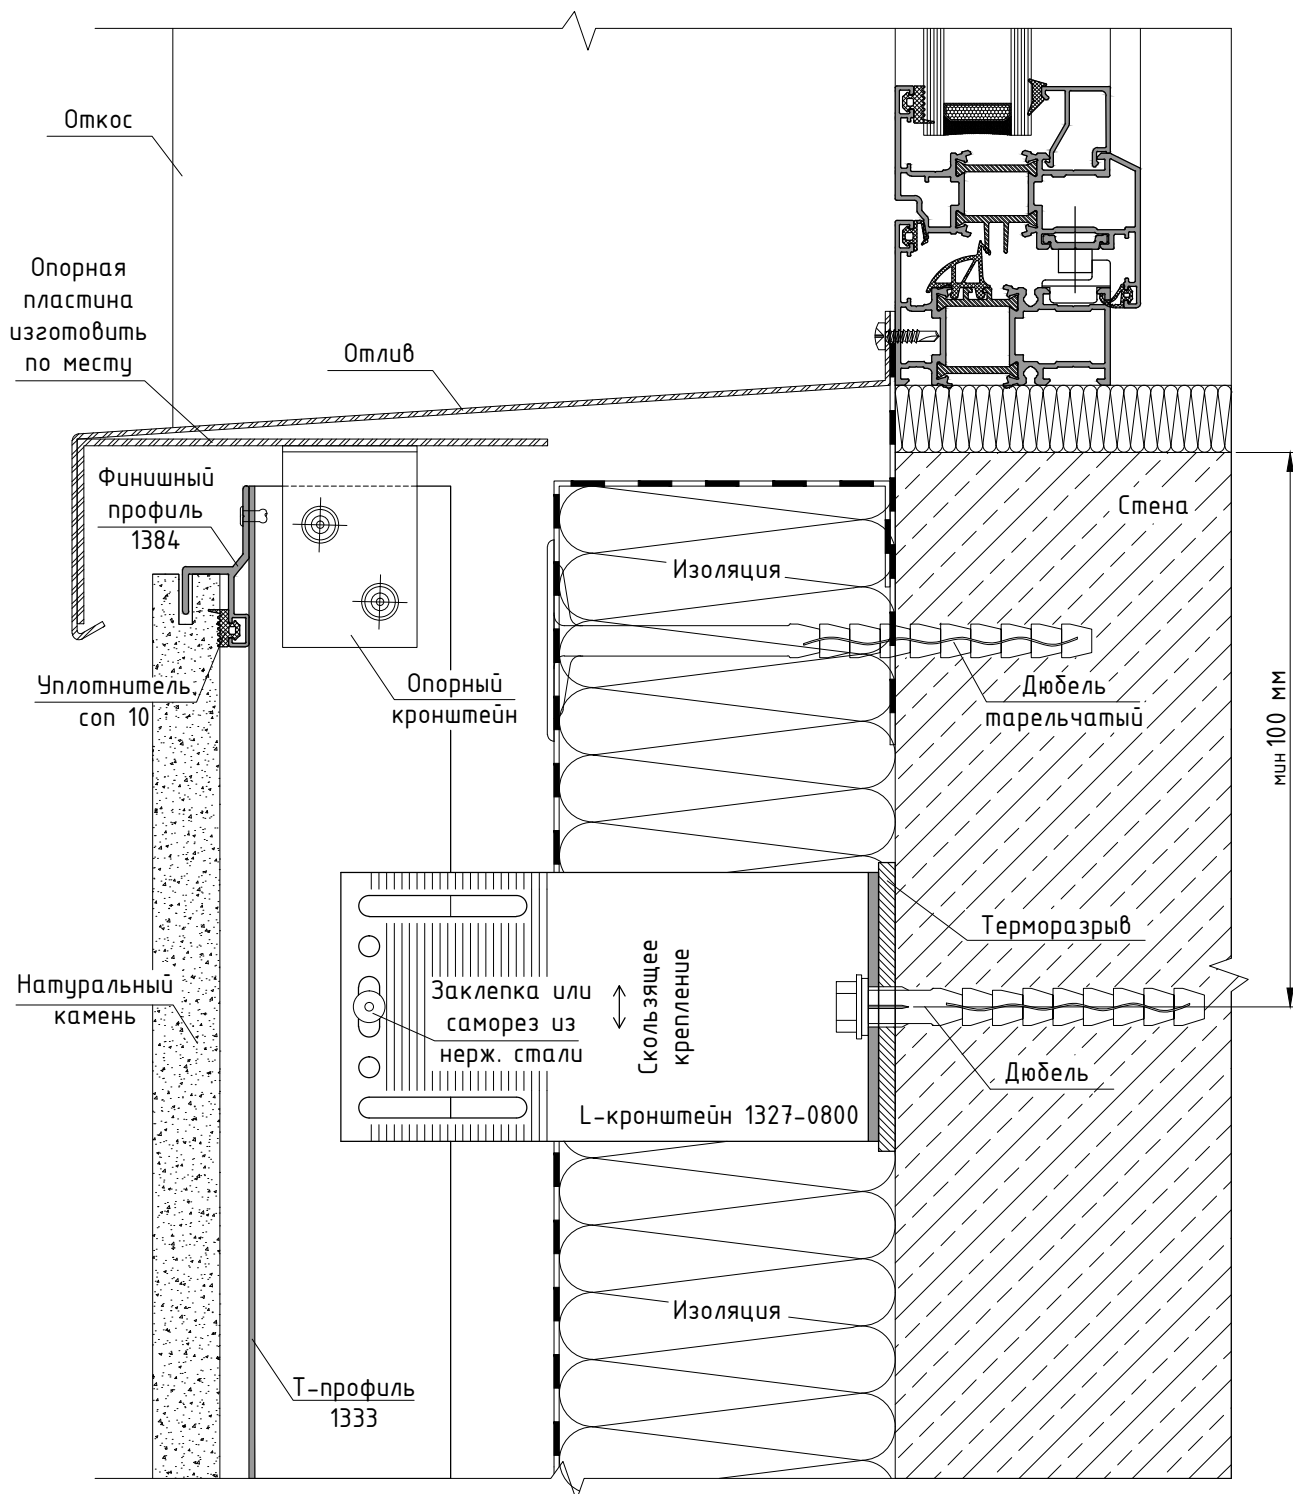 Откос
Опорная
пластина
изготовить
по месту
Отлив
Финишный
профиль
1384
Стена
Изоляция
Уплотнитель
соп 10
Опорный
кронштейн
Дюбель
тарельчатый
мин 100 мм
Терморазрыв
Натуральный
камень
Заклепка или
саморез из
нерж. стали
Скользящее
крепление
Дюбель
L-кронштейн 1327-0800
Изоляция
Т-профиль
1333